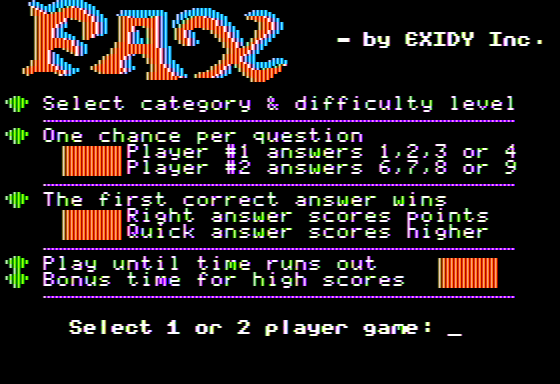 FAX
- by EXIDY Inc.
Select category & difficulty level
One chance per question
Player #1 answers 1,2,3 or 4
Player #2 answers 6,7,8 or 9
The first correct answer wins
Right answer scores points
Quick answer scores higher
Play until time runs out
Bonus time for high scores
Select 1 or 2 player game: _